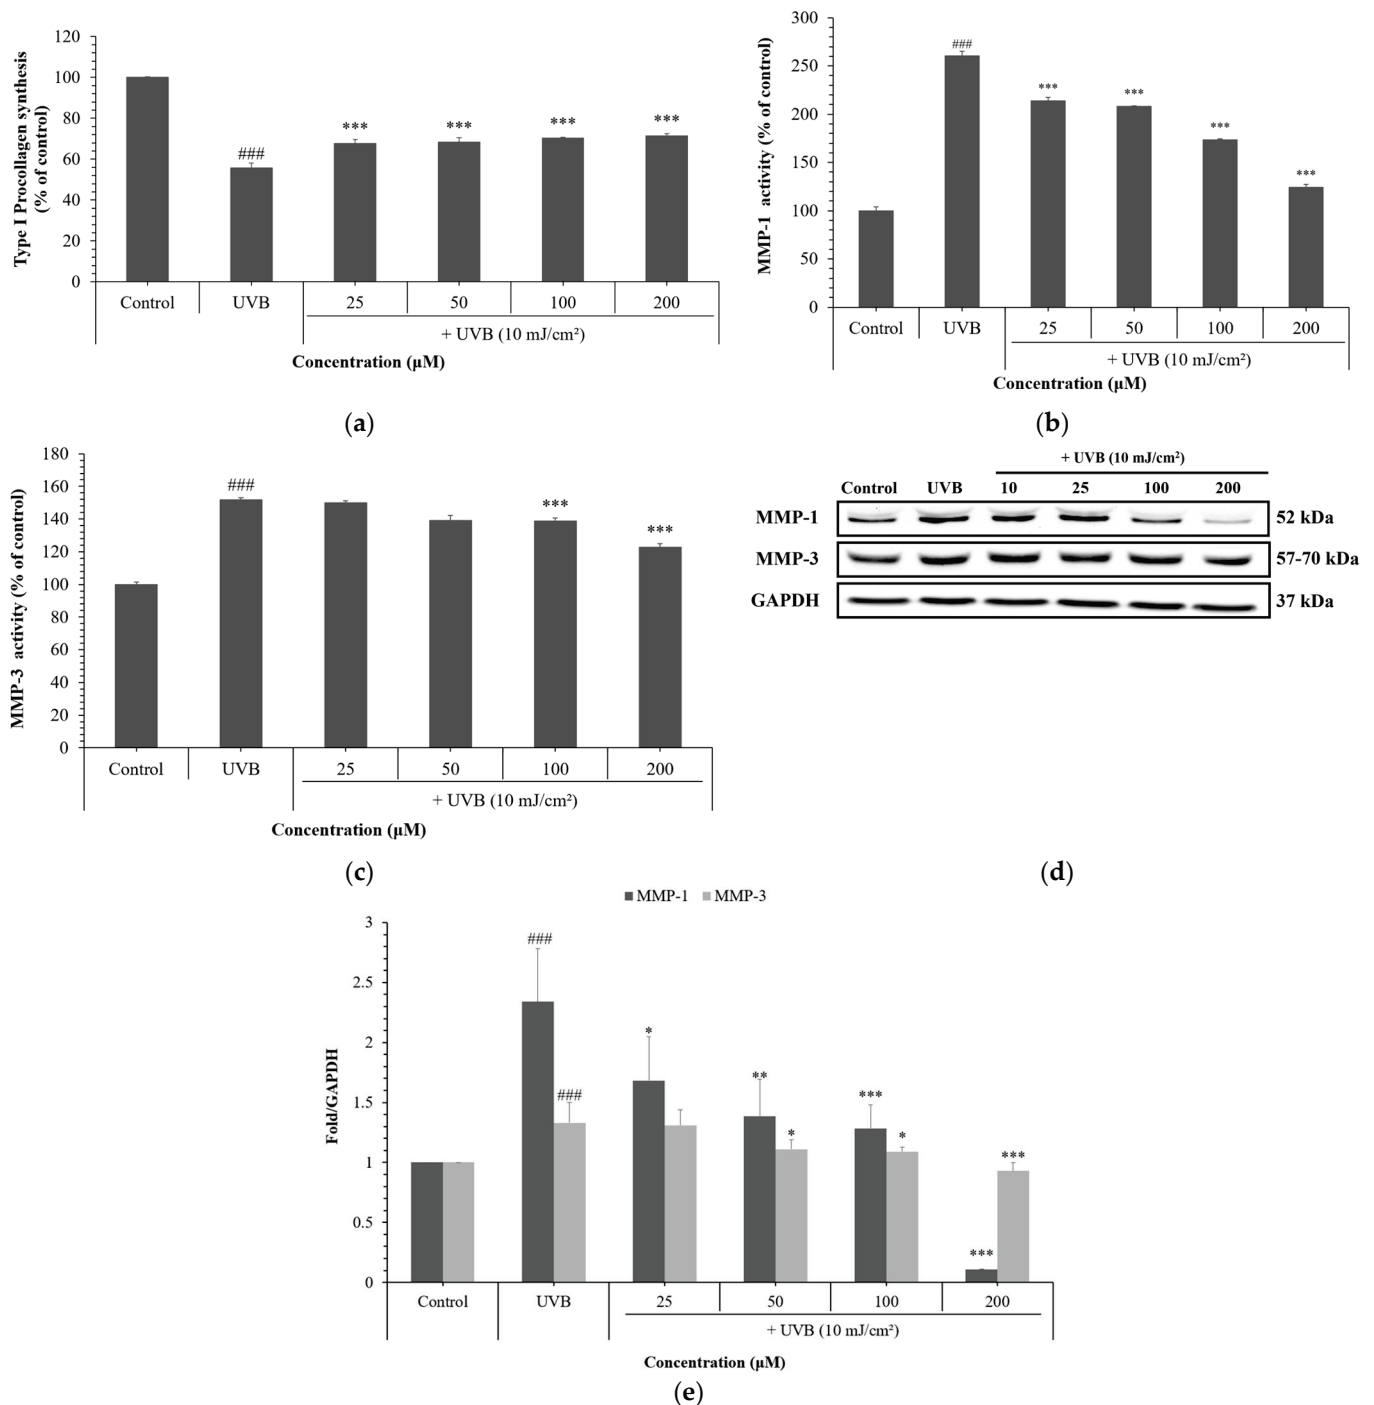 Type I Procollagen synthesis
(% of control)
120
100
80
60
40
20
0
###
***
***
***
***
Control
UVB
25
50
100
200
+ UVB (10 mJ/cm²)
Concentration (μM)
(a)
MMP-1 activity (% of control)
300
250
200
150
100
50
0
###
***
***
***
***
Control
UVB
25
50
100
200
+ UVB (10 mJ/cm²)
Concentration (μM)
(b)
MMP-3 activity (% of control)
180
160
140
120
100
80
60
40
20
0
###
***
***
Control
UVB
25
50
100
200
+ UVB (10 mJ/cm²)
Concentration (μM)
(c)
+ UVB (10 mJ/cm²)
Control UVB 10 25 100 200
MMP-1 52 kDa
MMP-3 57-70 kDa
GAPDH 37 kDa
(d)
MMP-1 MMP-3
Fold/GAPDH
3
2.5
2
1.5
1
0.5
0
###
###
*
**
*
***
*
***
***
Control
UVB
25
50
100
200
+ UVB (10 mJ/cm²)
Concentration (μM)
(e)